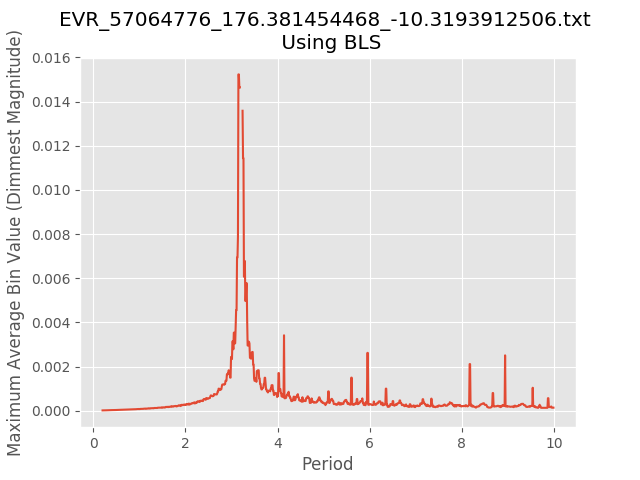 EVR_57064776_176.381454468_-10.3193912506.txt
Using BLS
Maximum Average Bin Value (Dimmest Magnitude)
0.016
0.014
0.012
0.010
0.008
0.006
0.004
0.002
0.000
0 2 4 6 8 10
Period